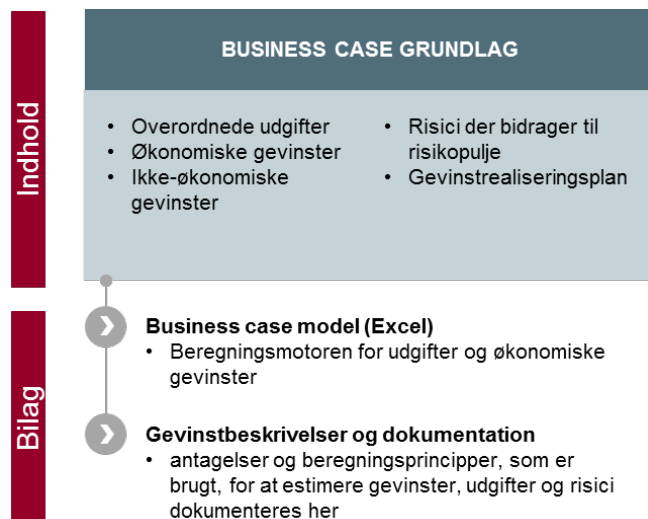 Indhold
BUSINESS CASE GRUNDLAG
• Overordnede udgifter
• Økonomiske gevinster
• Ikke-økonomiske
gevinster
• Risici der bidrager til
risikopulje
• Gevinstrealiseringsplan
Bilag
Business case model (Excel)
• Beregningsmotoren for udgifter og økonomiske
gevinster
Gevinstbeskrivelser og dokumentation
• antagelser og beregningsprincipper, som er
brugt, for at estimere gevinster, udgifter og risici
dokumenteres her